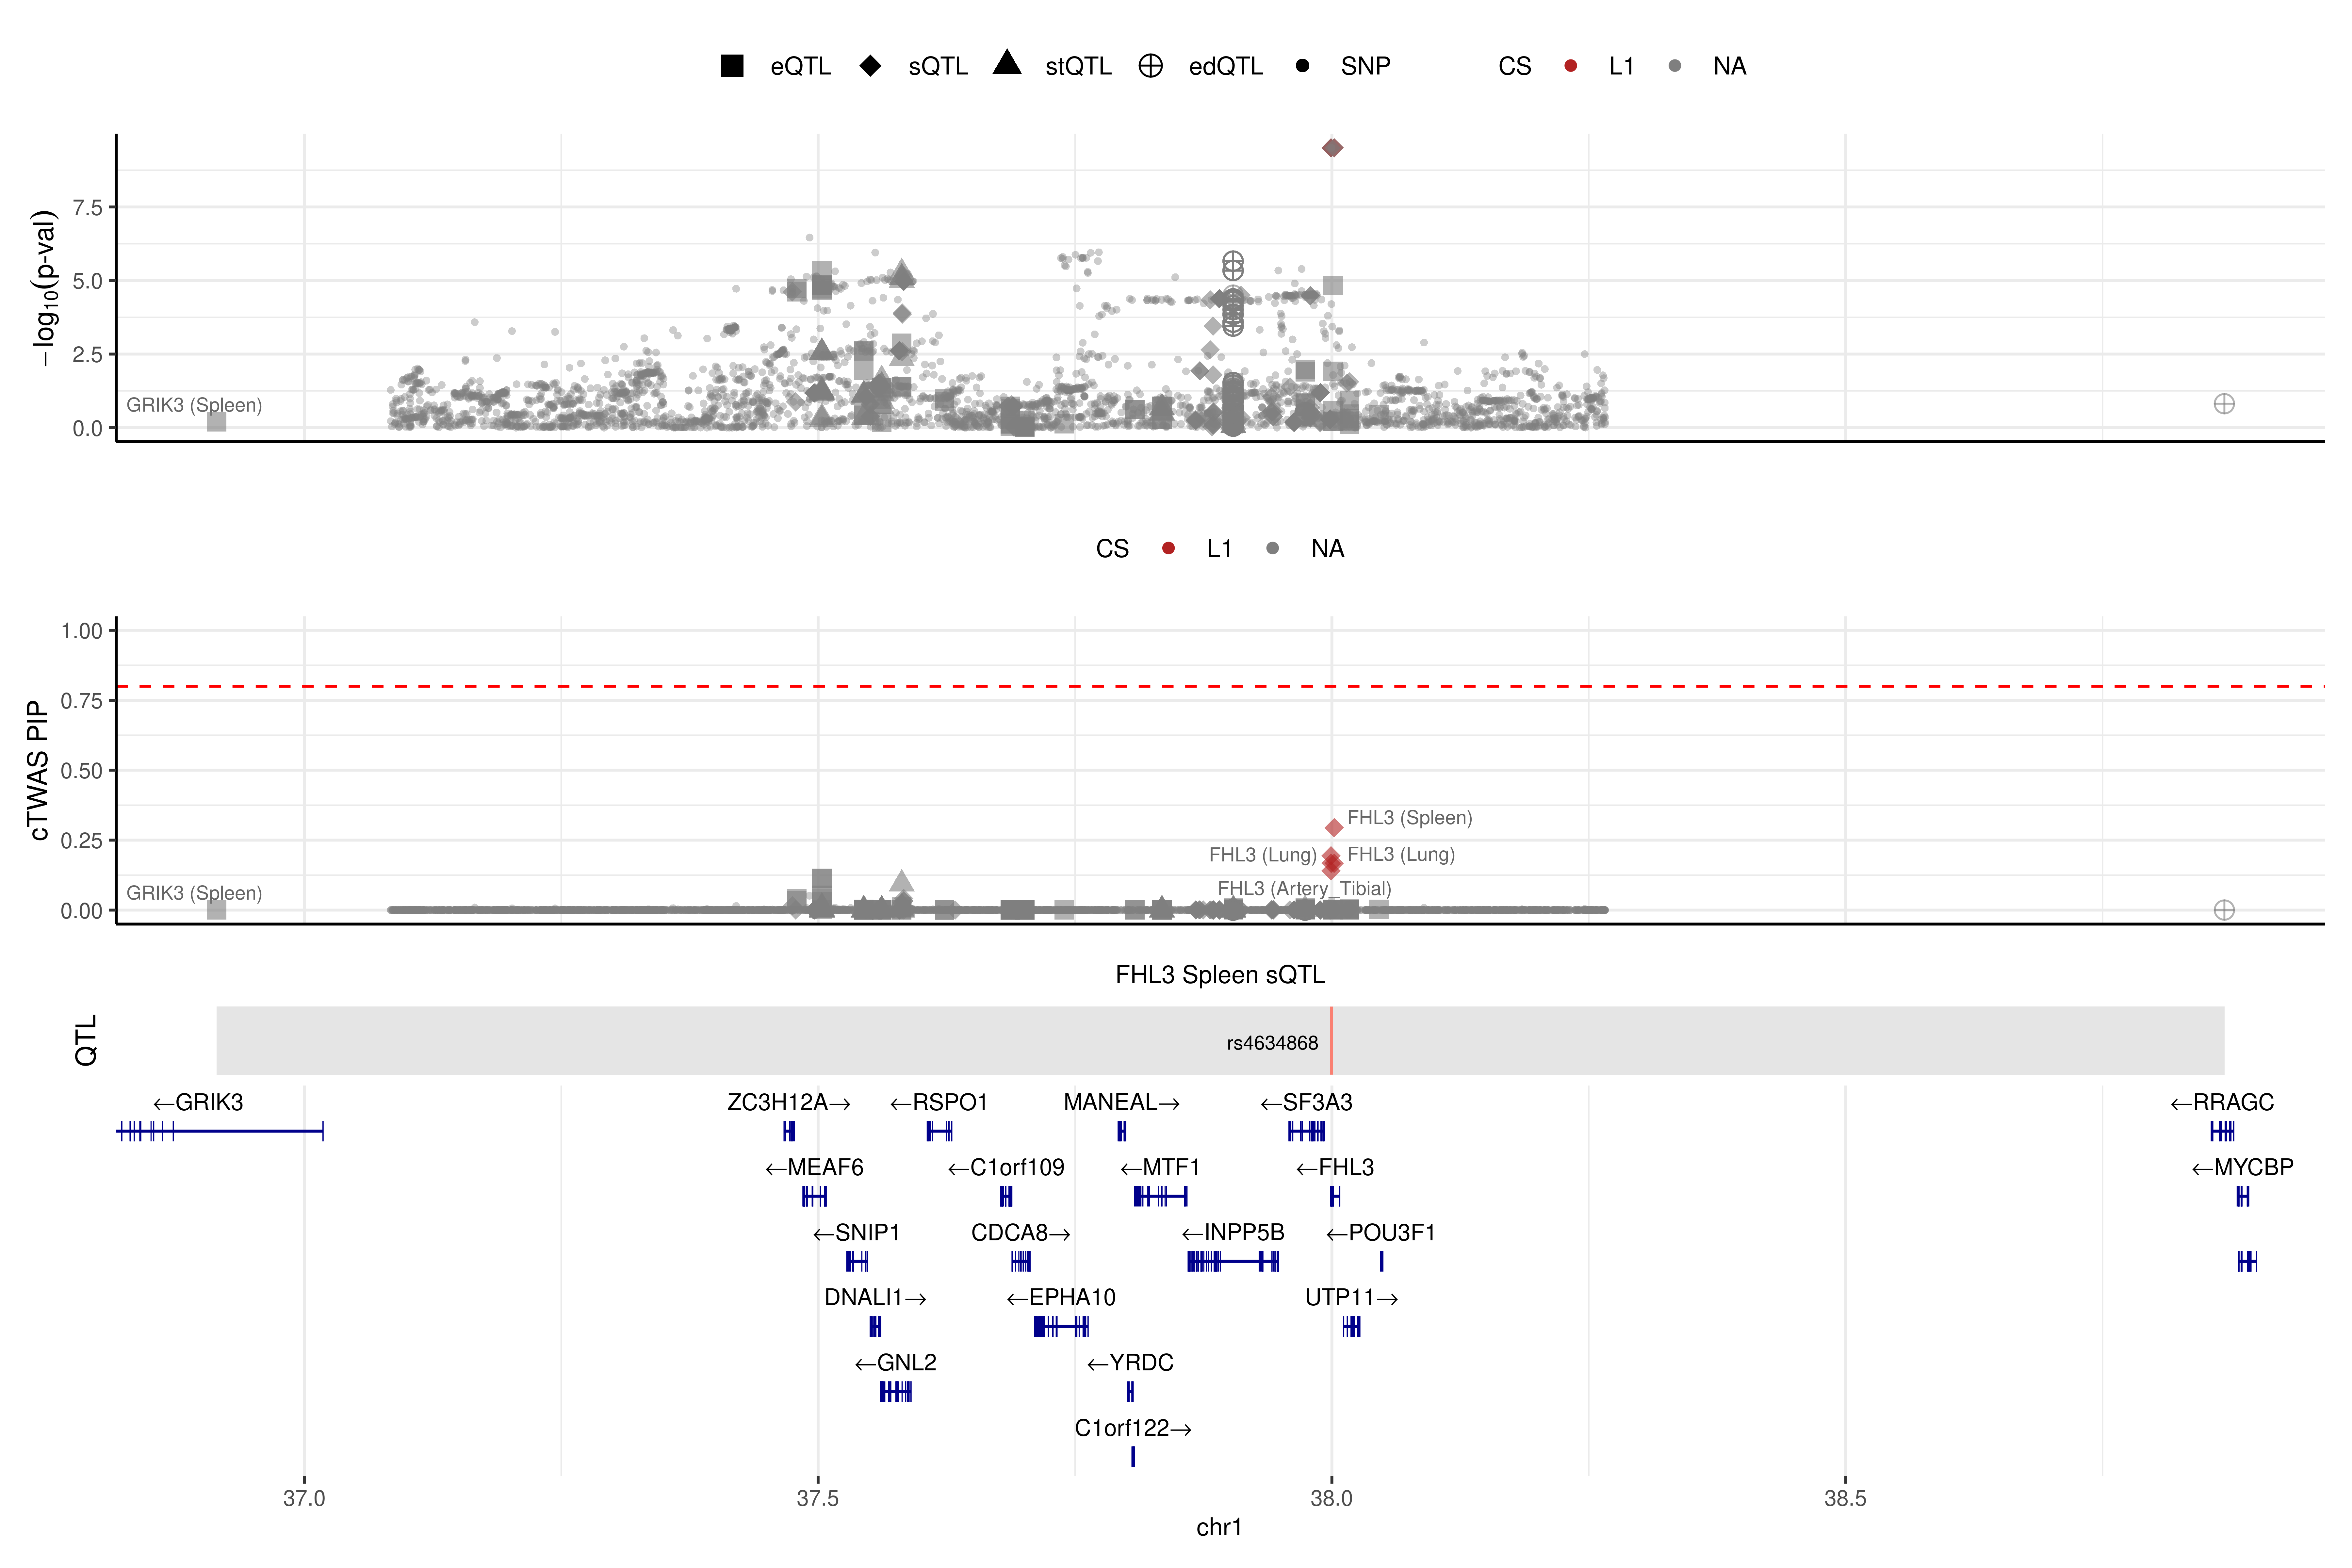 eQTL sQTL stQTL edQTL SNP CS L1 NA
−log10(p-val)
7.5
5.0
2.5
0.0
GRIK3 (Spleen)
CS L1 NA
cTWAS PIP
1.00
0.75
0.50
0.25
0.00
FHL3 (Spleen)
FHL3 (Lung) FHL3 (Lung)
FHL3 (Artery_Tibial)
GRIK3 (Spleen)
FHL3 Spleen sQTL
QTL
rs4634868
←GRIK3 ZC3H12A→ ←RSPO1 MANEAL→ ←SF3A3 ←RRAGC
←MEAF6 ←C1orf109 ←MTF1 ←FHL3 ←MYCBP
←SNIP1 CDCA8→ ←INPP5B ←POU3F1
DNALI1→ ←EPHA10 UTP11→
←GNL2 ←YRDC
C1orf122→
37.0 37.5 38.0 38.5
chr1